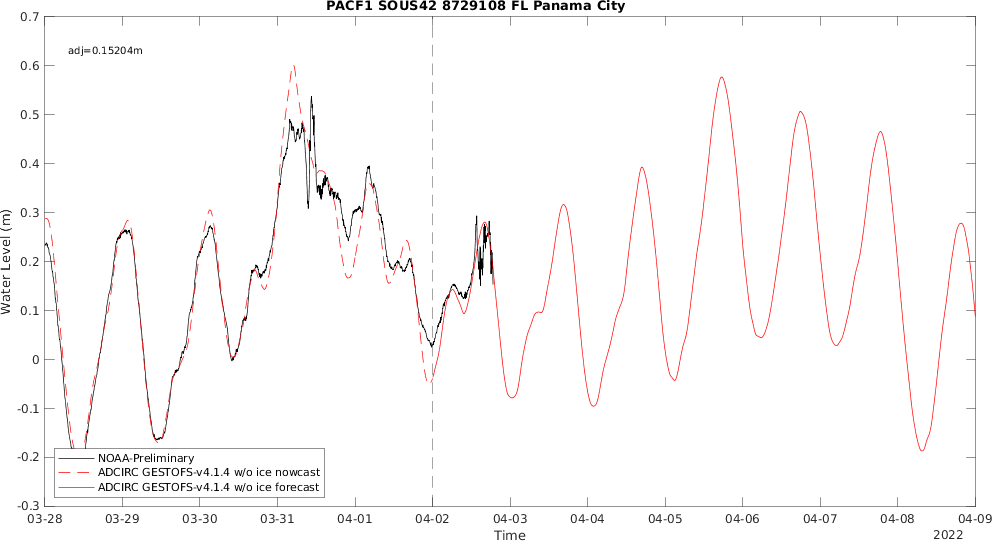 PACF1 SOUS42 8729108 FL Panama City
0.7
0.6
0.5
0.4
0.3
0.2
0.1
0
-0.1
-0.2
-0.3
Water Level (m)
adj=0.15204m
NOAA-Preliminary
ADCIRC GESTOFS-v4.1.4 w/o ice nowcast
ADCIRC GESTOFS-v4.1.4 w/o ice forecast
03-28 03-29 03-30 03-31 04-01 04-02 04-03 04-04 04-05 04-06 04-07 04-08 04-09
Time
2022